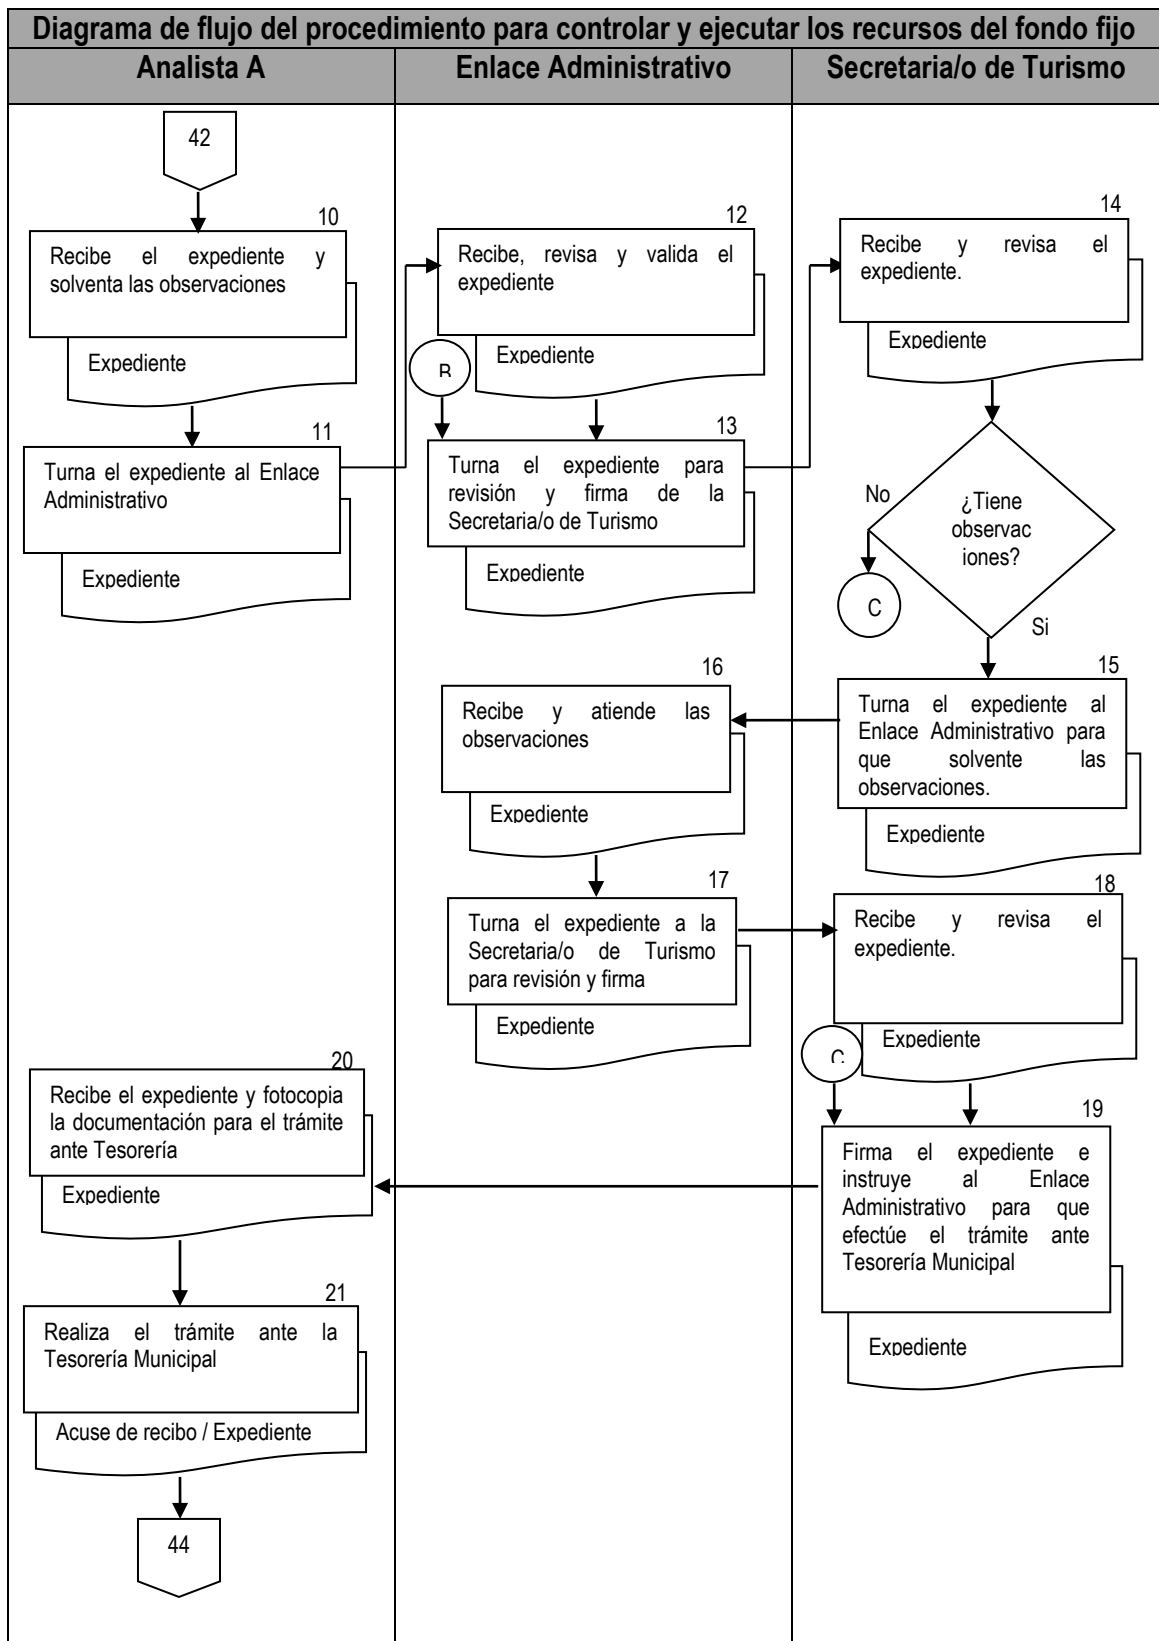 Diagrama de flujo del procedimiento para controlar y ejecutar los recursos del fondo fijo
Analista A
Enlace Administrativo
Secretaria/o de Turismo
42
10
Recibe el expediente y
solventa las observaciones
Expediente
11
Turna el expediente al Enlace
Administrativo
Expediente
12
Recibe, revisa y valida el
expediente
Expediente
B
13
Turna el expediente para
revisión y firma de la
Secretaria/o de Turismo
Expediente
14
Recibe y revisa el
expediente.
Expediente
No
¿Tiene
observac
iones?
C
Si
15
Turna el expediente al
Enlace Administrativo para
que solvente las
observaciones.
Expediente
16
Recibe y atiende las
observaciones
Expediente
17
Turna el expediente a la
Secretaria/o de Turismo
para revisión y firma
Expediente
18
Recibe y revisa el
expediente.
Expediente
C
19
Firma el expediente e
instruye al Enlace
Administrativo para que
efectúe el trámite ante
Tesorería Municipal
Expediente
20
Recibe el expediente y fotocopia
la documentación para el trámite
ante Tesorería
Expediente
21
Realiza el trámite ante la
Tesorería Municipal
Acuse de recibo / Expediente
44